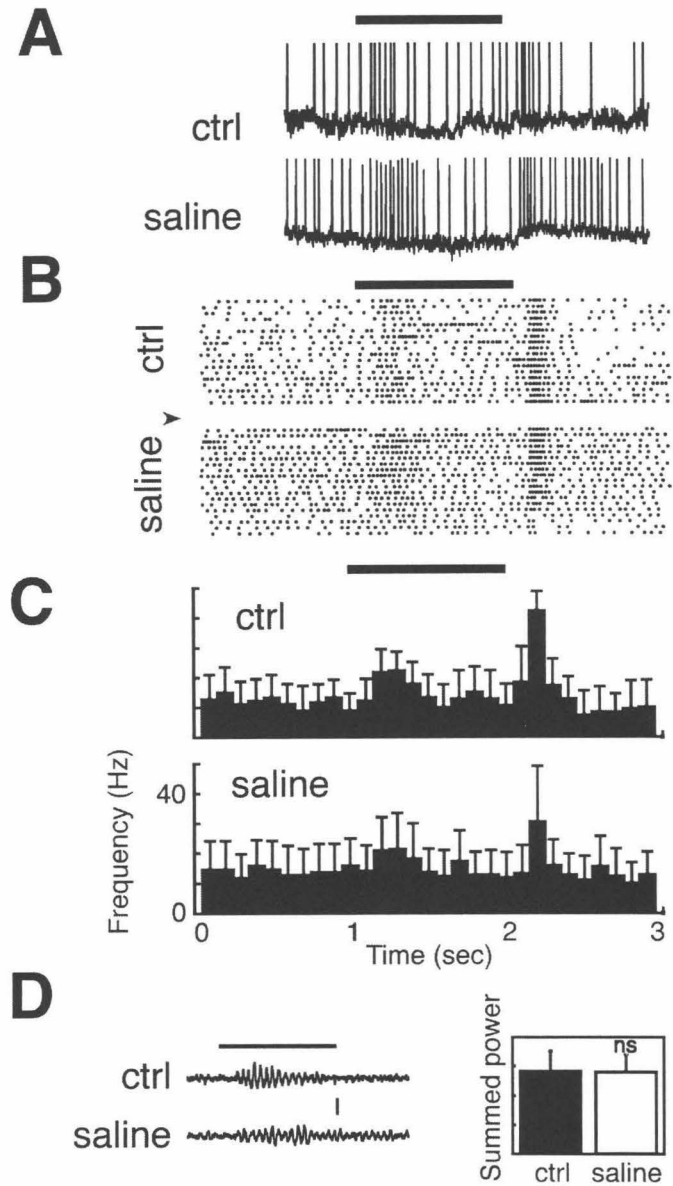 A
ctrl
saline
B
ctrl
saline
C
ctrl
saline
Frequency (Hz)
40
0
0 1 2 3
Time (sec)
D
ctrl
saline
Summed power
ns
ctrl saline